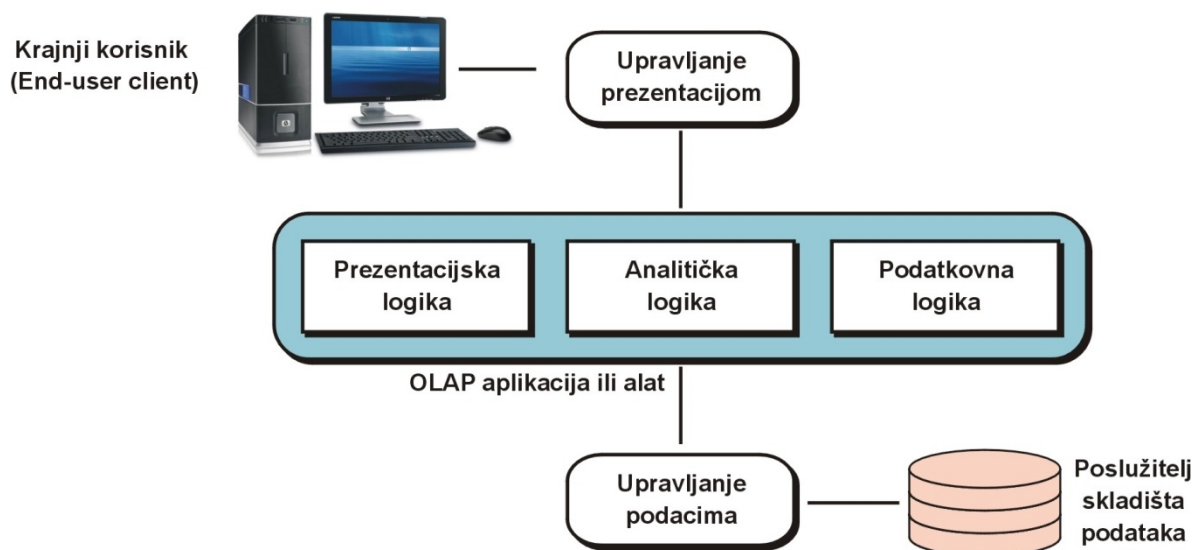 Krajnji korisnik
(End-user client)
Upravljanje
prezentacijom
Prezentacijska
logika
Analitička
logika
Podatkovna
logika
OLAP aplikacija ili alat
Upravljanje
podacima
Poslužitelj
skladišta
podataka